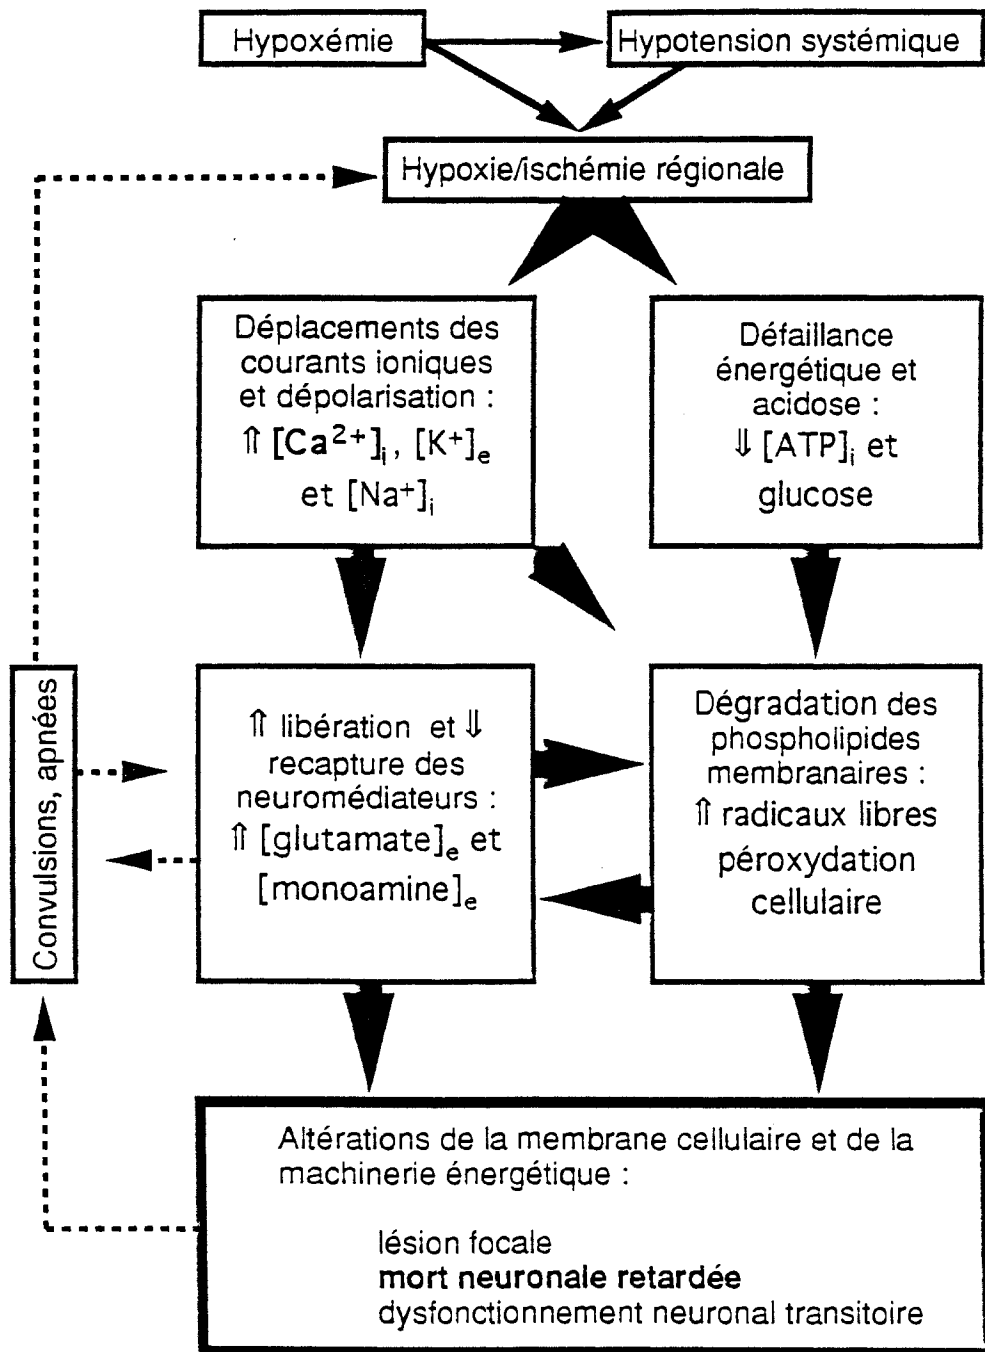 Hypoxémie
Hypotension systémique
Hypoxie/ischémie régionale
Déplacements des
courants ioniques
et dépolarisation :
⇑ [Ca²⁺]ᵢ, [K⁺]ₑ
et [Na⁺]ᵢ
Défaillance
énergétique et
acidose :
⇓ [ATP]ᵢ et
glucose
Convulsions, apnées
⇑ libération et ⇓
recapture des
neuromédiateurs :
⇑ [glutamate]ₑ et
[monoamine]ₑ
Dégradation des
phospholipides
membranaires :
⇑ radicaux libres
péroxydation
cellulaire
Altérations de la membrane cellulaire et de la
machinerie énergétique :
lésion focale
mort neuronale retardée
dysfonctionnement neuronal transitoire